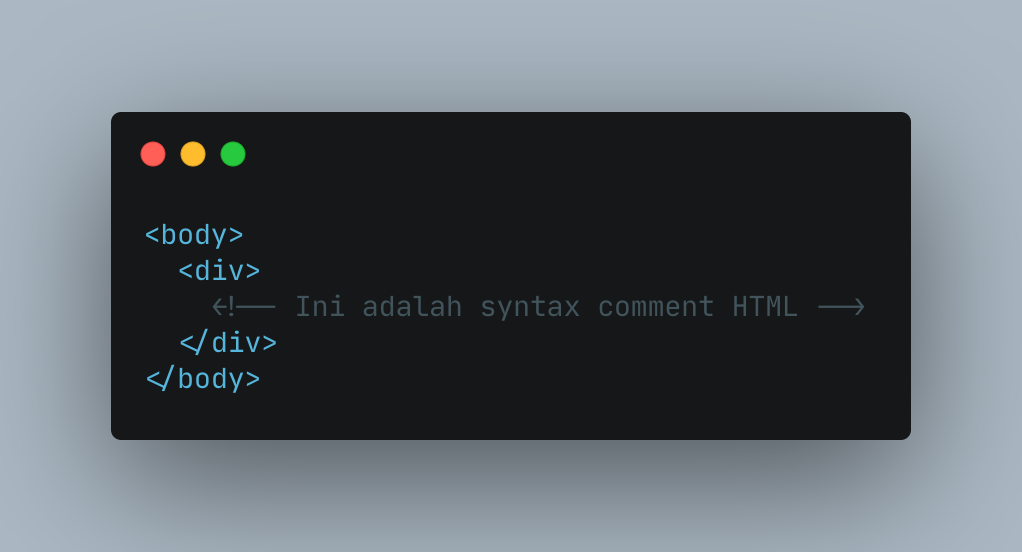 <body>
<div>
<!-- Ini adalah syntax comment HTML -->
</div>
</body>